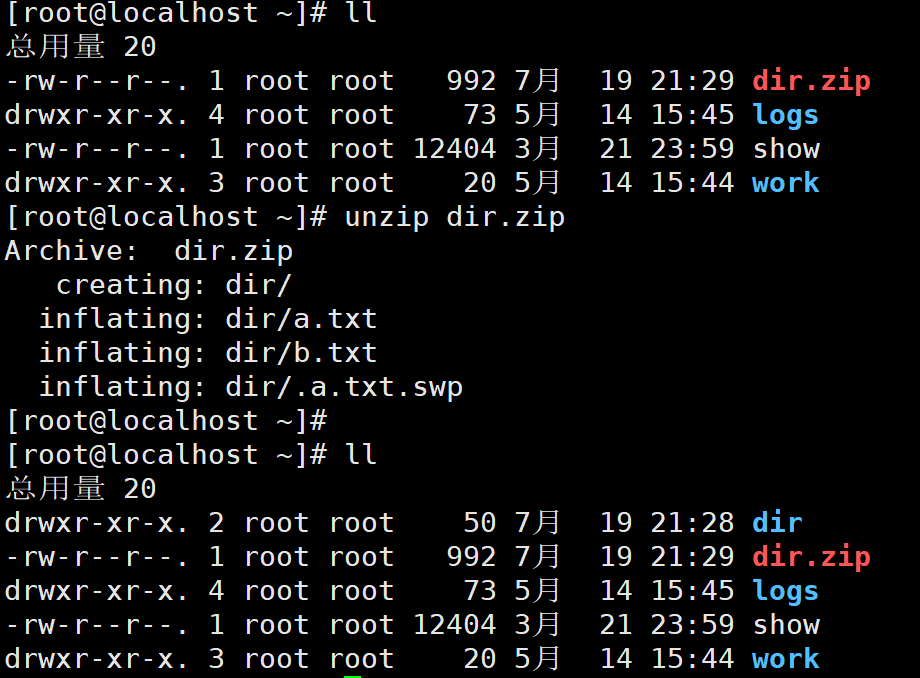 [root@localhost ~]# ll
总用量 20
-rw-r--r--. 1 root root   992 7月  19 21:29 dir.zip
drwxr-xr-x. 4 root root    73 5月  14 15:45 logs
-rw-r--r--. 1 root root 12404 3月  21 23:59 show
drwxr-xr-x. 3 root root    20 5月  14 15:44 work
[root@localhost ~]# unzip dir.zip
Archive:  dir.zip
   creating: dir/
  inflating: dir/a.txt
  inflating: dir/b.txt
  inflating: dir/.a.txt.swp
[root@localhost ~]#
[root@localhost ~]# ll
总用量 20
drwxr-xr-x. 2 root root    50 7月  19 21:28 dir
-rw-r--r--. 1 root root   992 7月  19 21:29 dir.zip
drwxr-xr-x. 4 root root    73 5月  14 15:45 logs
-rw-r--r--. 1 root root 12404 3月  21 23:59 show
drwxr-xr-x. 3 root root    20 5月  14 15:44 work